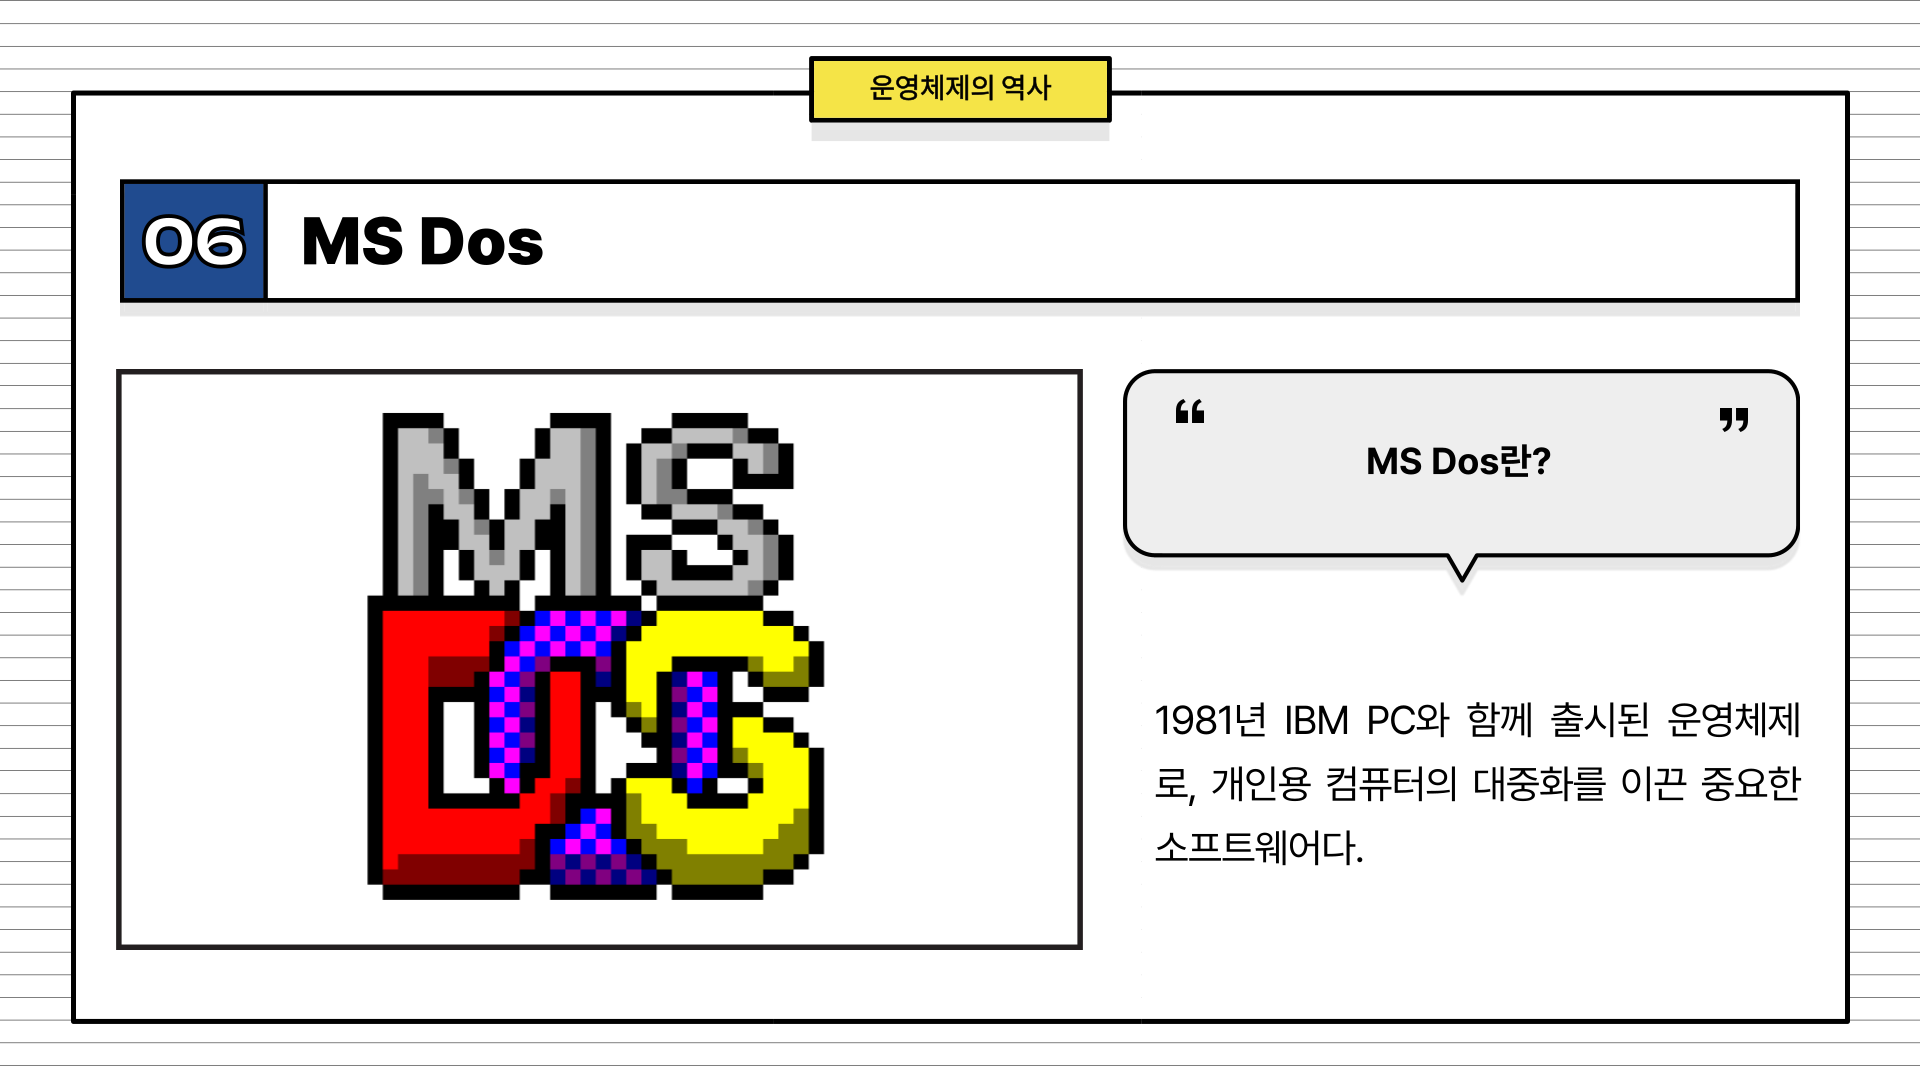 운영체제의 역사
06
MS Dos
MS
DOS
“ ”
MS Dos란?
1981년 IBM PC와 함께 출시된 운영체제
로, 개인용 컴퓨터의 대중화를 이끈 중요한
소프트웨어다.